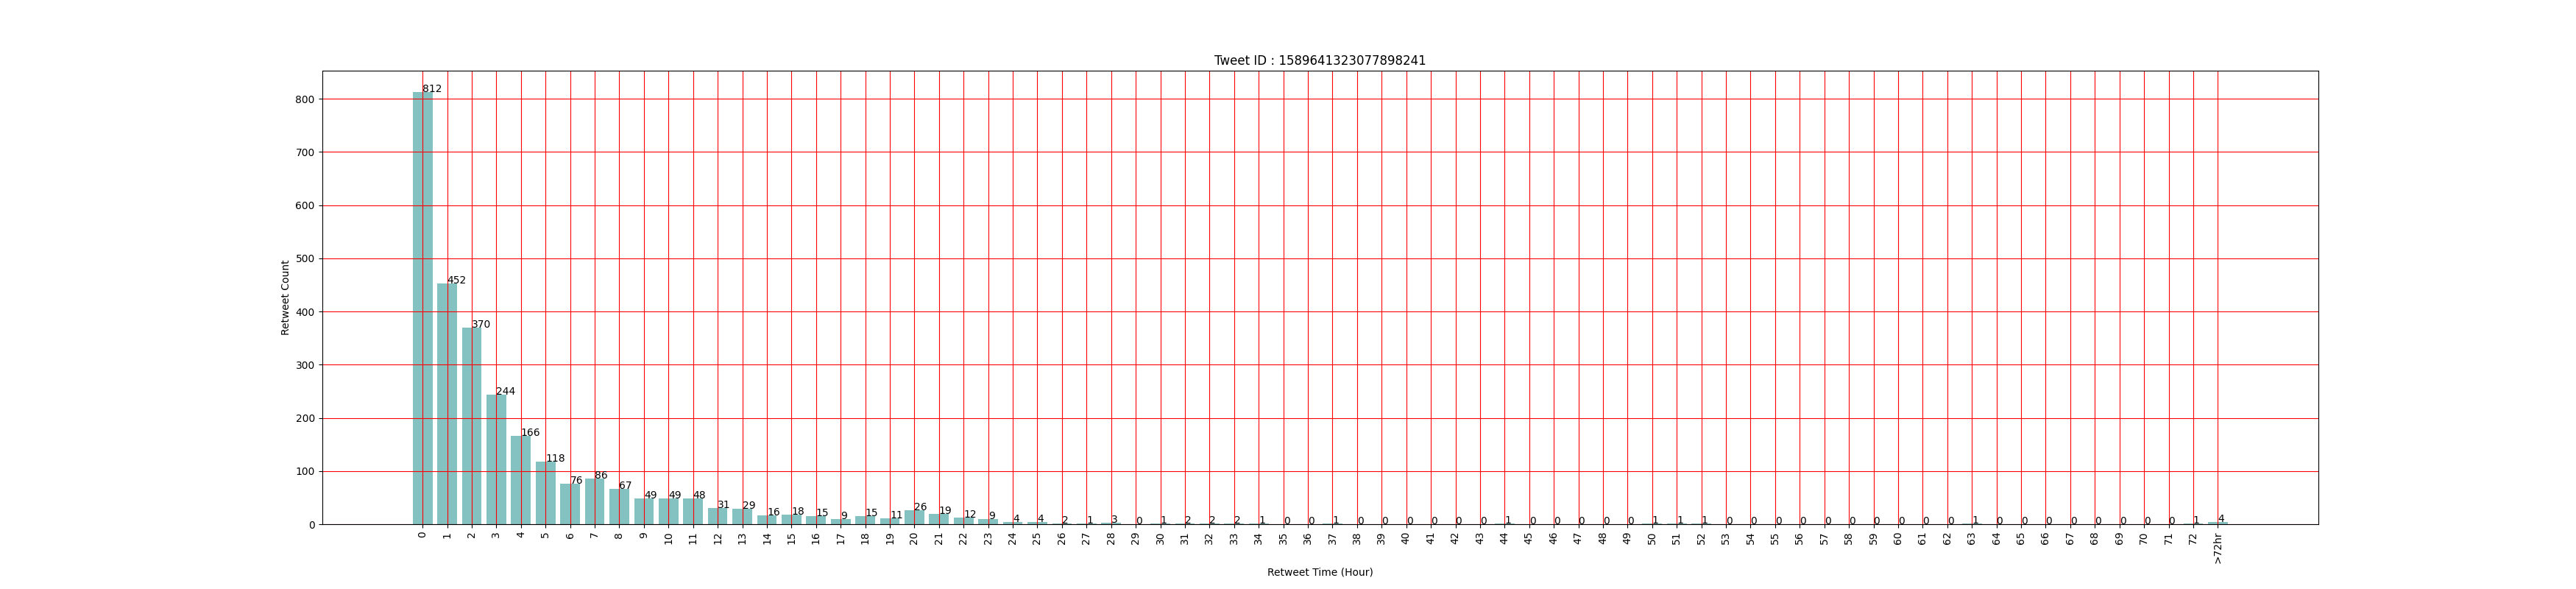 Tweet ID : 1589641323077898241
Retweet Count
800
700
600
500
400
300
200
100
0
812 452 370 244 166 118 76 86 67 49 49 48 31 29 16 18 15 9 15 11 26 19 12 9 4 4 2 1 3 0 1 2 2 2 1 0 0 1 0 0 0 0 0 0 1 0 0 0 0 0 1 1 1 0 0 0 0 0 0 0 0 0 0 1 0 0 0 0 0 0 0 0 1 4
0 1 2 3 4 5 6 7 8 9 10 11 12 13 14 15 16 17 18 19 20 21 22 23 24 25 26 27 28 29 30 31 32 33 34 35 36 37 38 39 40 41 42 43 44 45 46 47 48 49 50 51 52 53 54 55 56 57 58 59 60 61 62 63 64 65 66 67 68 69 70 71 72 >72hr
Retweet Time (Hour)